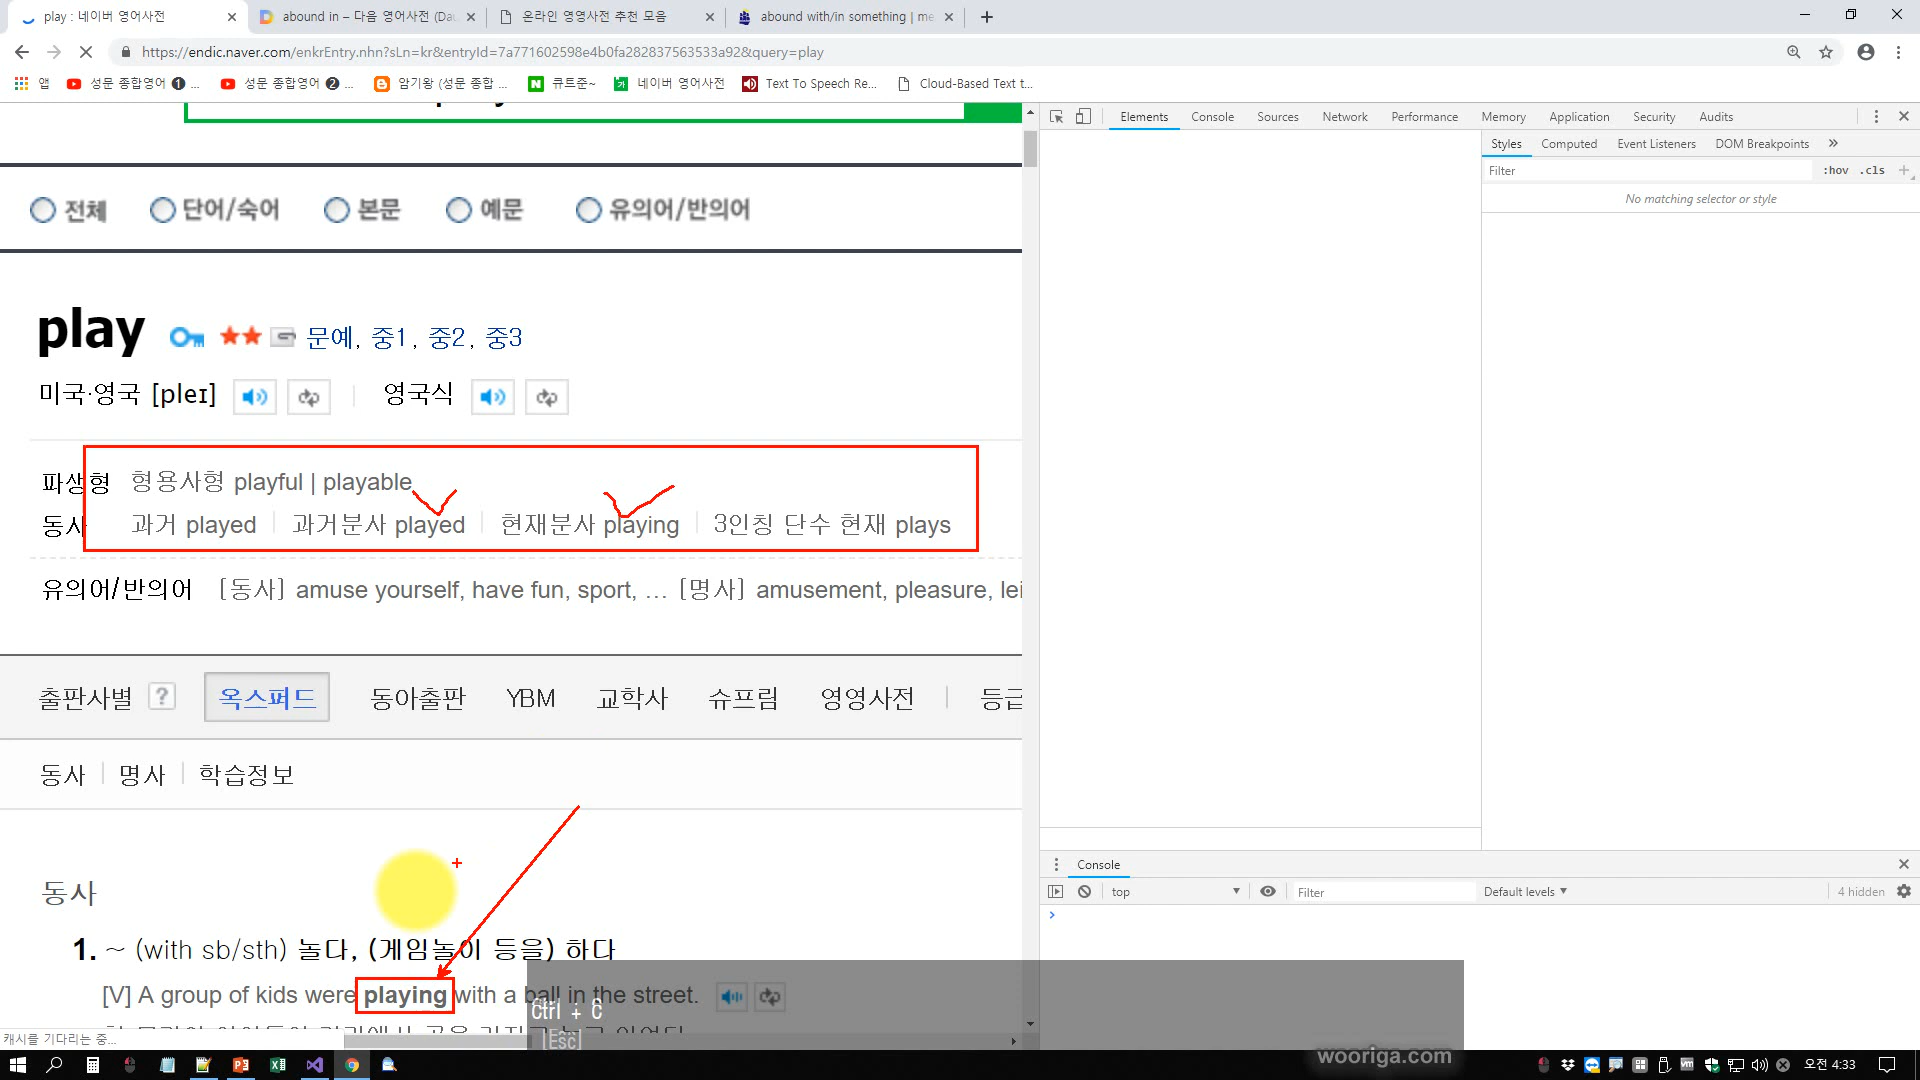 play : 네이버 영어사전
abound in – 다음 영어사전 (Dau
온라인 영영사전 추천 모음
abound with/in something | me
https://endic.naver.com/enkrEntry.nhn?sLn=kr&entryId=7a771602598e4b0fa282837563533a92&query=play
앱
성문 종합영어 ❶ ...
성문 종합영어 ❷ ...
암기왕 (성문 종합 ...
큐트준~
네이버 영어사전
Text To Speech Re...
Cloud-Based Text t...
전체 단어/숙어 본문 예문 유의어/반의어
play 문예, 중1, 중2, 중3
미국·영국 [pleɪ] 영국식
파생형 형용사형 playful | playable
동사 과거 played 과거분사 played 현재분사 playing 3인칭 단수 현재 plays
유의어/반의어 [동사] amuse yourself, have fun, sport, … [명사] amusement, pleasure, lei
출판사별 ? 옥스퍼드 동아출판 YBM 교학사 슈프림 영영사전 등급
동사 명사 학습정보
동사
1. ~ (with sb/sth) 놀다, (게임놀이 등을) 하다
[V] A group of kids were playing with a ball in the street.
캐시를 기다리는 중...
Ctrl + C
[Esc]
Elements Console Sources Network Performance Memory Application Security Audits
Styles Computed Event Listeners DOM Breakpoints »
Filter :hov .cls +
No matching selector or style
Console
top Filter Default levels 4 hidden
wooriga.com
오전 4:33